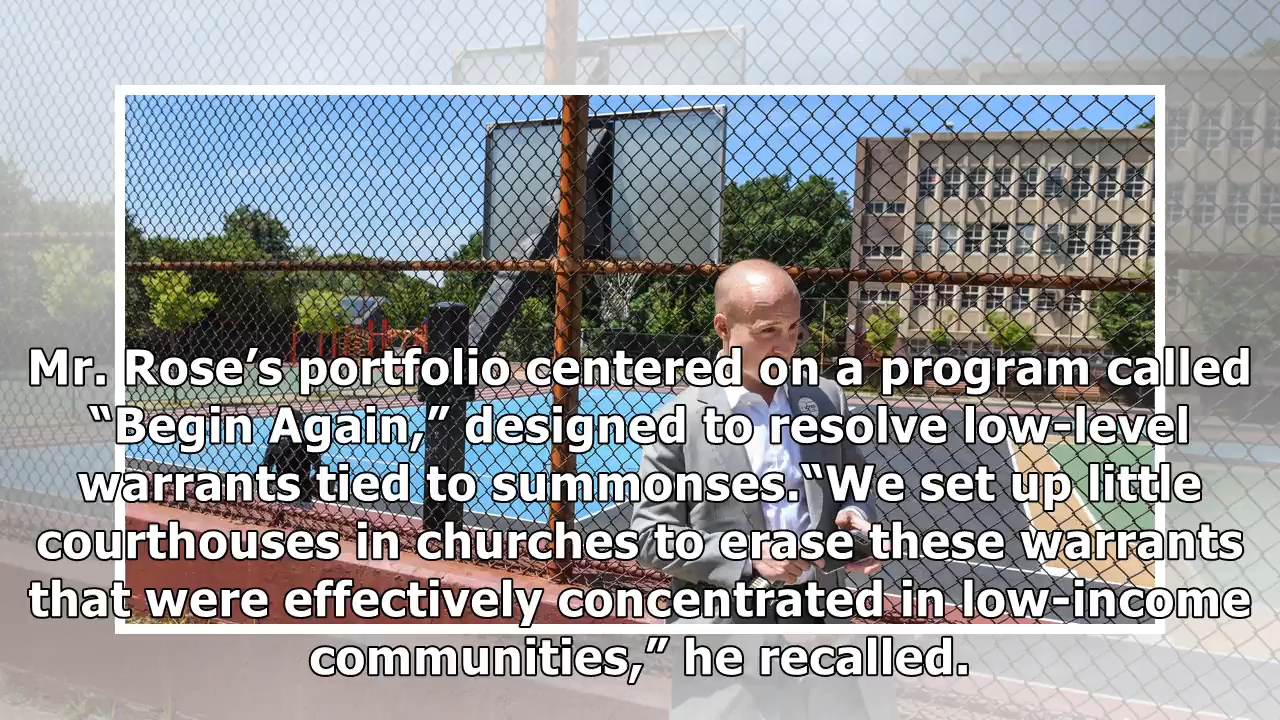 Mr. Rose’s portfolio centered on a program called
“Begin Again,” designed to resolve low-level
warrants tied to summonses.“We set up little
courthouses in churches to erase these warrants
that were effectively concentrated in low-income
communities,” he recalled.